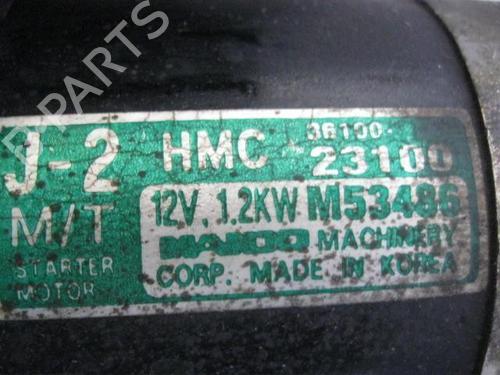 B-PARTS
J-2 HMC 36100-
23100
M/T 12V, 1.2KW M53486
STARTER MANDO MACHINERY
MOTOR CORP. MADE IN KOREA